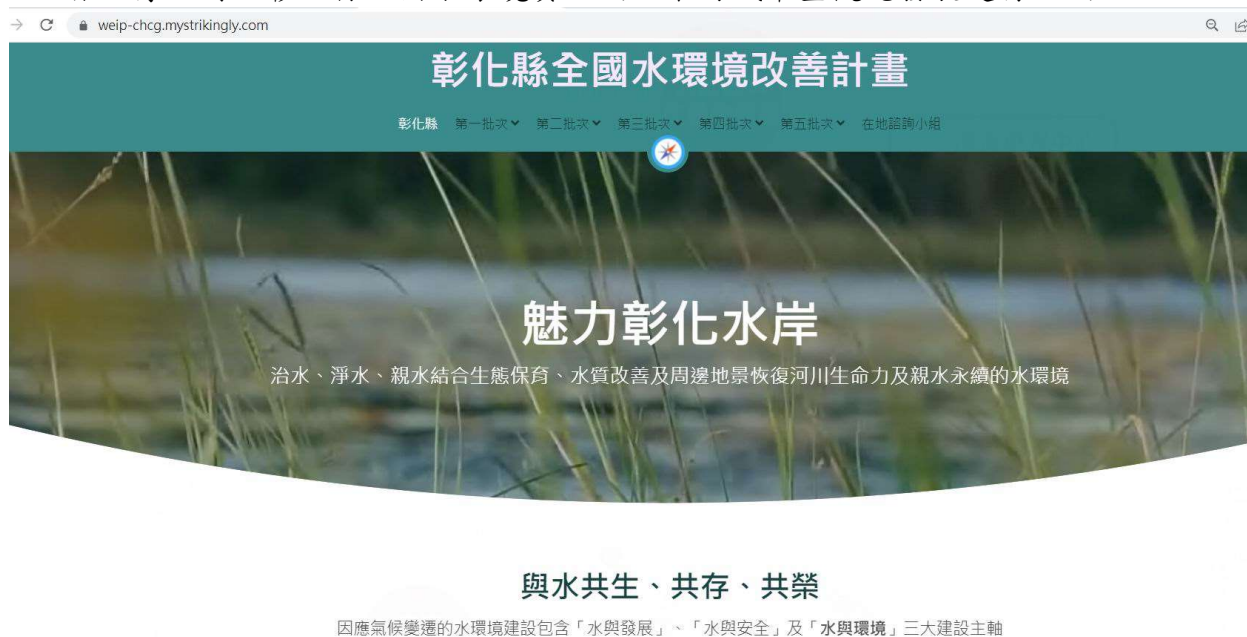 weip-chcg.mystrikingly.com
彰化縣全國水環境改善計畫
彰化縣 第一批次 第二批次 第三批次 第四批次 第五批次 在地諮詢小組
魅力彰化水岸
治水、淨水、親水結合生態保育、水質改善及周邊地景恢復河川生命力及親水永續的水環境
與水共生、共存、共榮
因應氣候變遷的水環境建設包含「水與發展」、「水與安全」及「水與環境」三大建設主軸